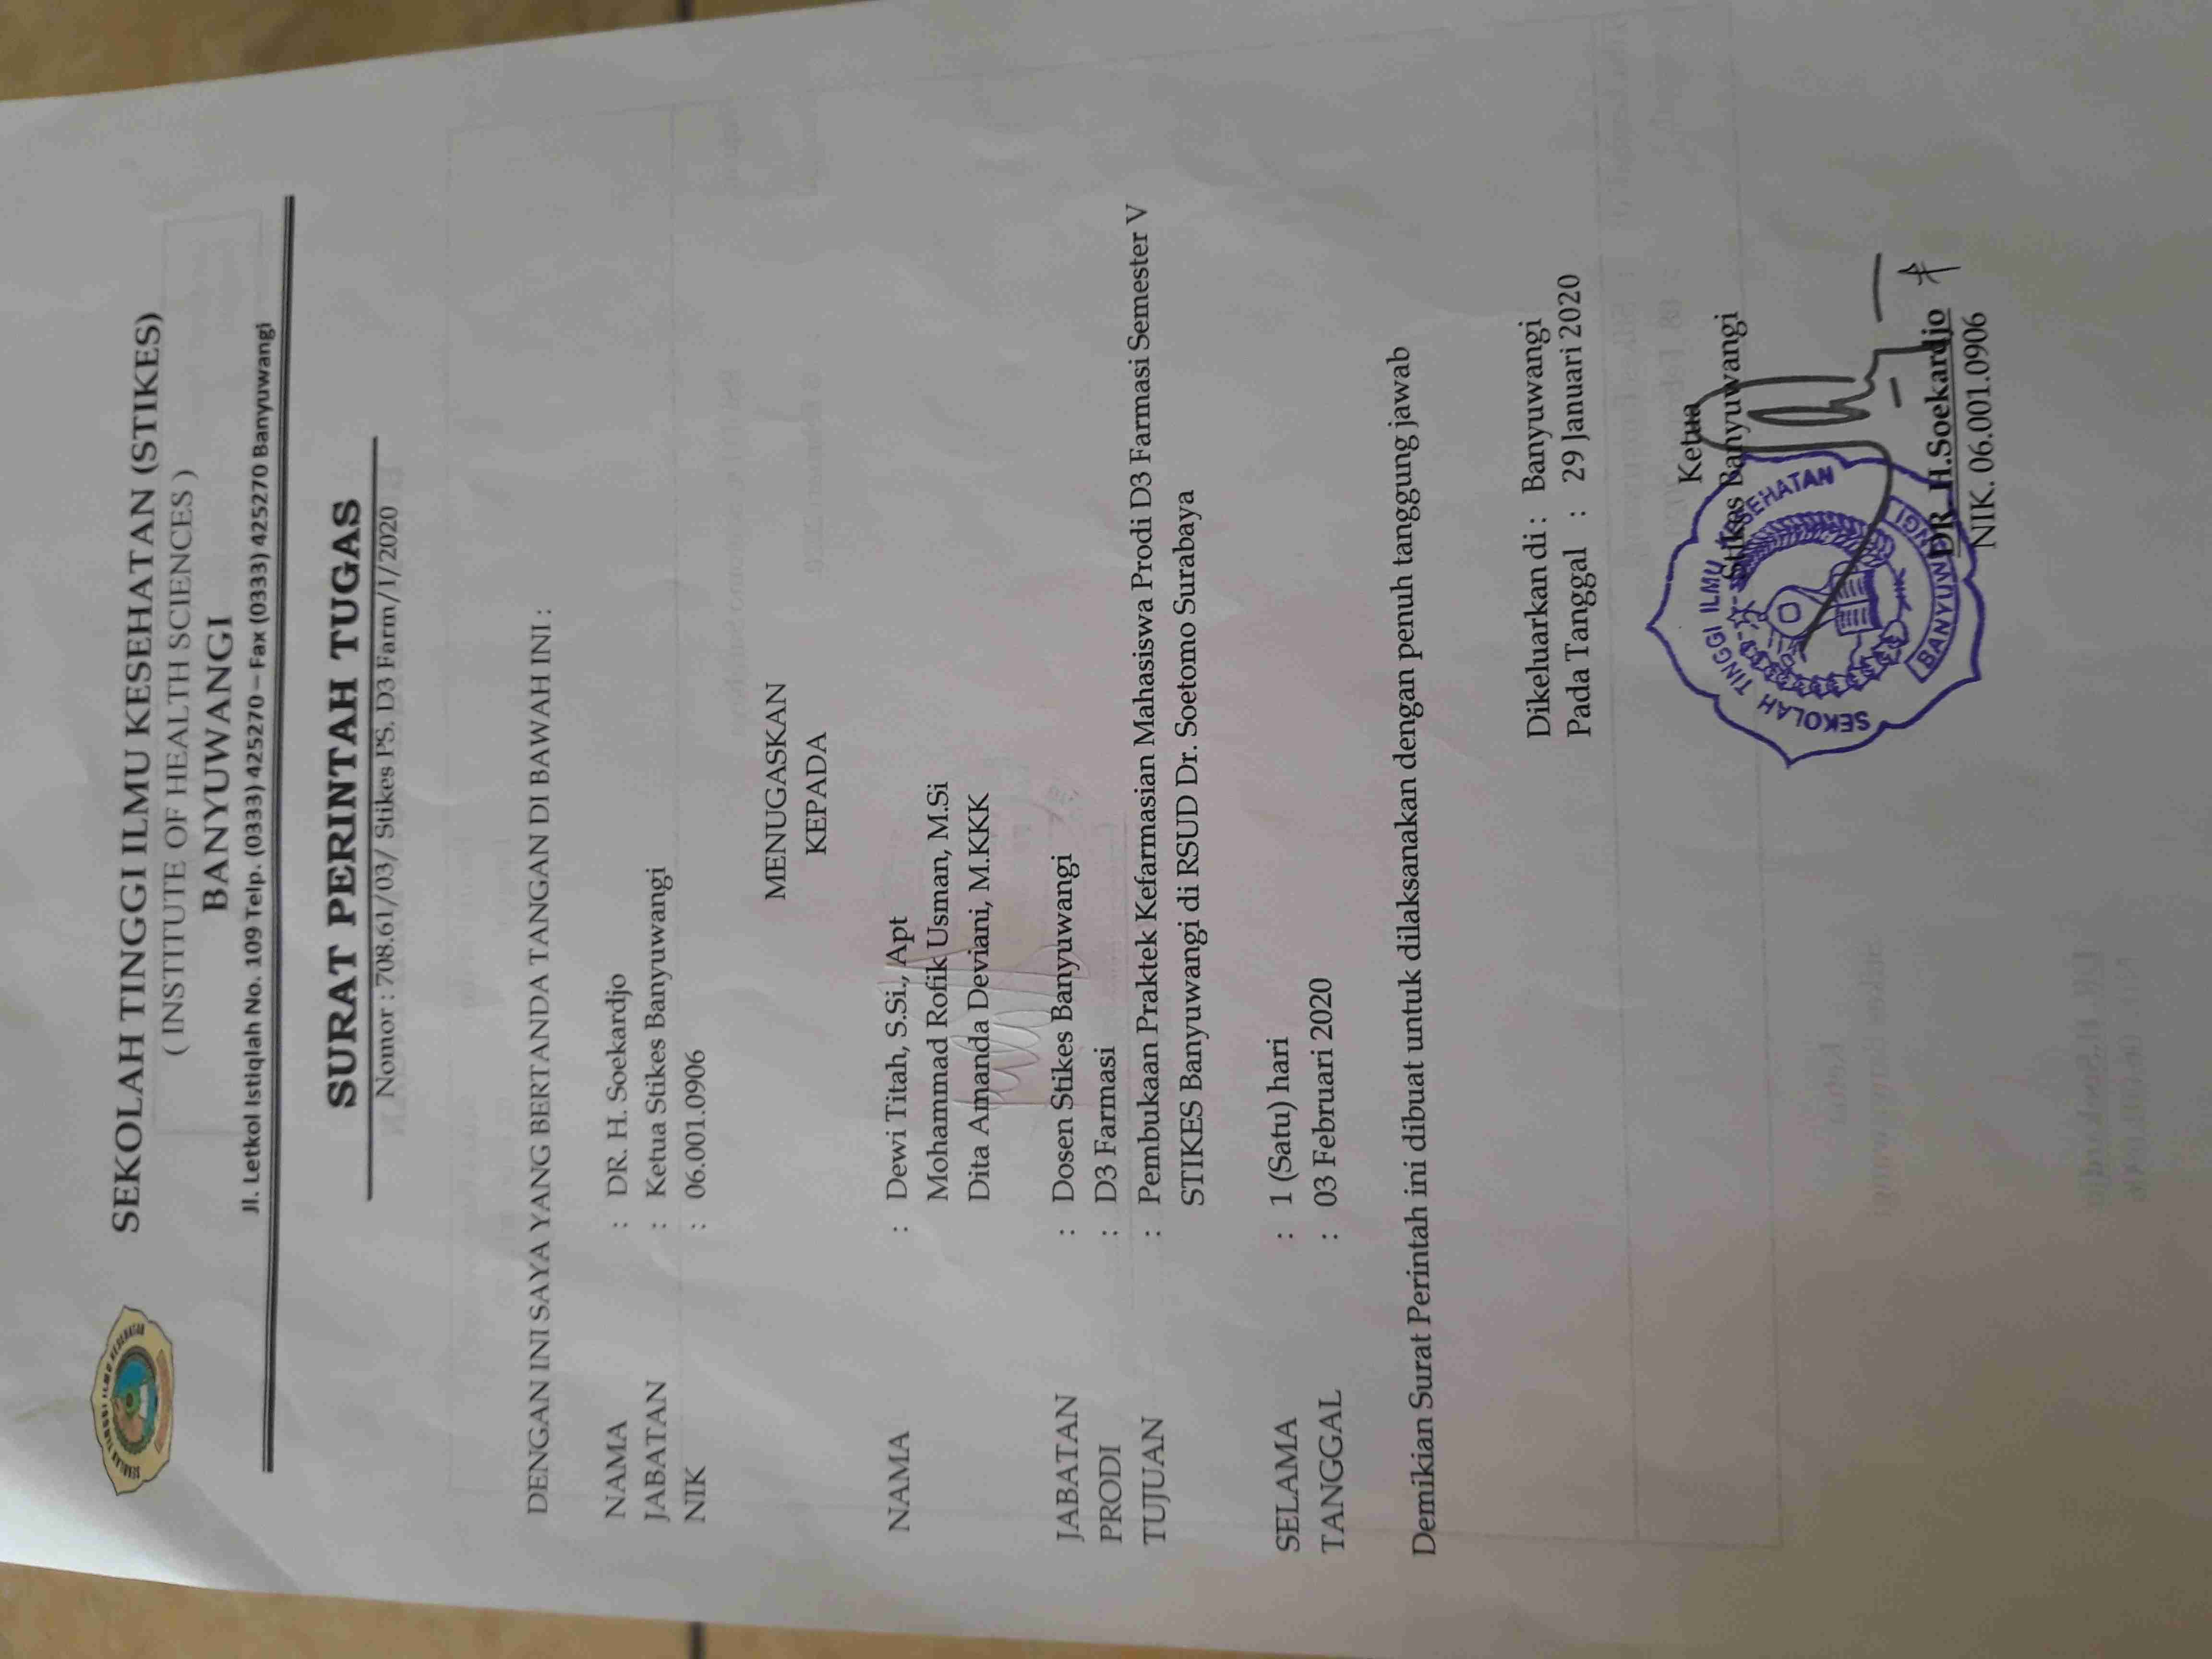 SEKOLAH TINGGI ILMU KESEHATAN
SEKOLAH TINGGI ILMU KESEHATAN (STIKES)
( INSTITUTE OF HEALTH SCIENCES )
BANYUWANGI
Jl. Letkol Istiqlah No. 109 Telp. (0333) 425270 – Fax (0333) 425270 Banyuwangi
SURAT PERINTAH TUGAS
Nomor : 708.61/03/ Stikes PS. D3 Farm/I/2020
DENGAN INI SAYA YANG BERTANDA TANGAN DI BAWAH INI :
NAMA : DR. H. Soekardjo
JABATAN : Ketua Stikes Banyuwangi
NIK : 06.001.0906
MENUGASKAN
KEPADA
NAMA : Dewi Titah, S.Si., Apt
Mohammad Rofik Usman, M.Si
Dita Amanda Deviani, M.KKK
JABATAN : Dosen Stikes Banyuwangi
PRODI : D3 Farmasi
TUJUAN : Pembukaan Praktek Kefarmasian Mahasiswa Prodi D3 Farmasi Semester V
STIKES Banyuwangi di RSUD Dr. Soetomo Surabaya
SELAMA : 1 (Satu) hari
TANGGAL : 03 Februari 2020
Demikian Surat Perintah ini dibuat untuk dilaksanakan dengan penuh tanggung jawab
Dikeluarkan di : Banyuwangi
Pada Tanggal : 29 Januari 2020
Ketua
Stikes Banyuwangi
SEKOLAH TINGGI ILMU KESEHATAN
BANYUWANGI
DR. H.Soekardjo
NIK. 06.001.0906